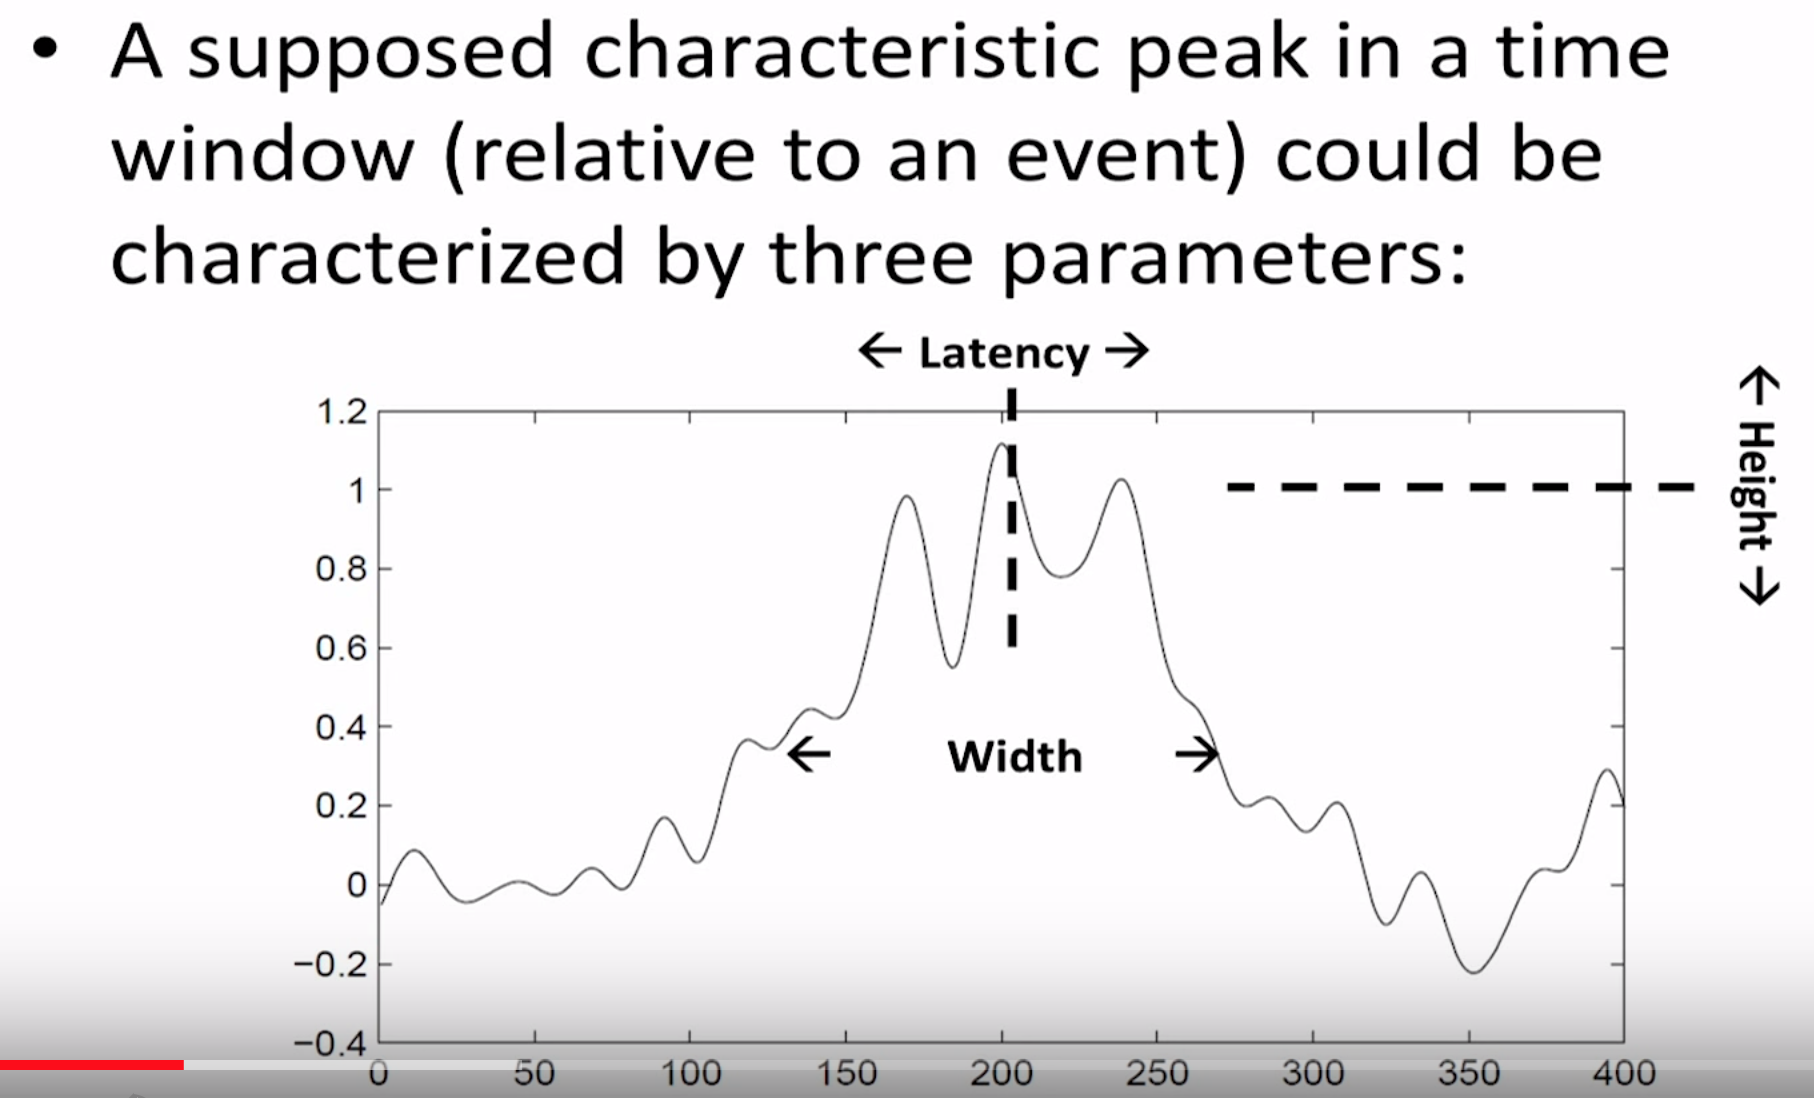 • A supposed characteristic peak in a time
window (relative to an event) could be
characterized by three parameters:
← Latency →
← Height →
1.2
1
0.8
0.6
0.4
← Width →
0.2
0
−0.2
−0.4
0 50 100 150 200 250 300 350 400